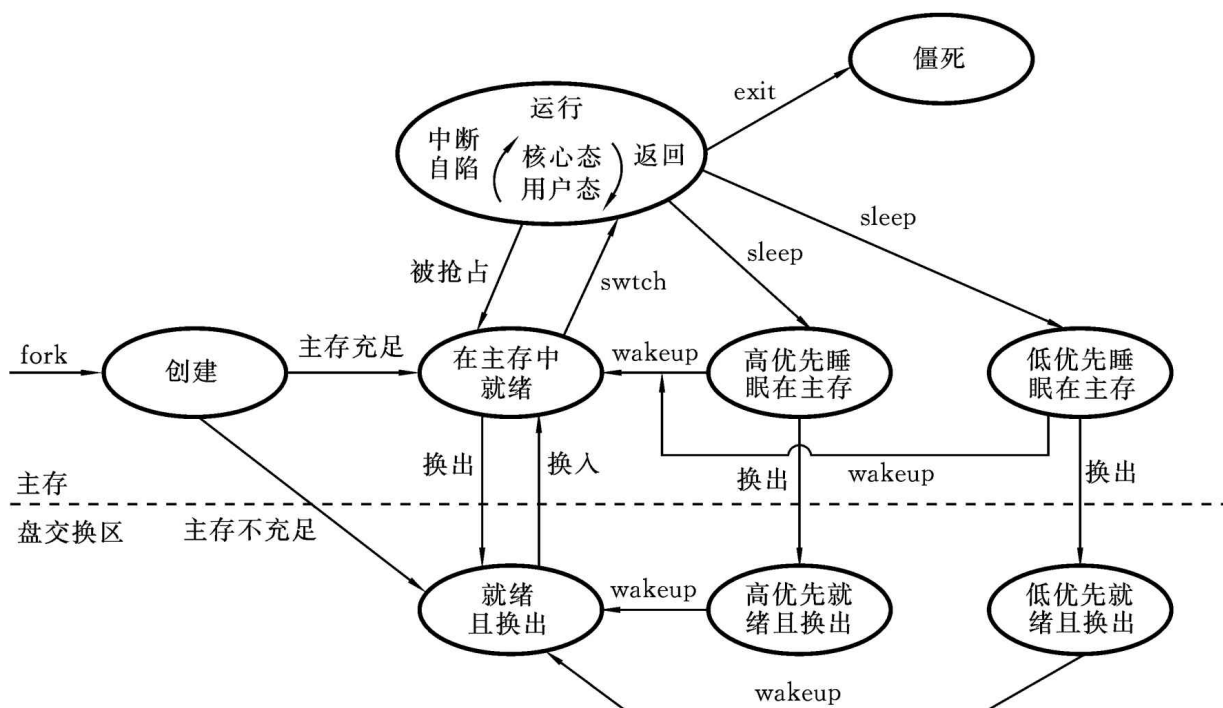 僵死
exit
运行
中断
自陷
核心态
用户态
返回
sleep
被抢占
swtch
sleep
fork
创建
主存充足
在主存中
就绪
wakeup
高优先睡
眠在主存
低优先睡
眠在主存
换出
换入
换出
wakeup
换出
主存
盘交换区
主存不充足
就绪
且换出
wakeup
高优先就
绪且换出
低优先就
绪且换出
wakeup